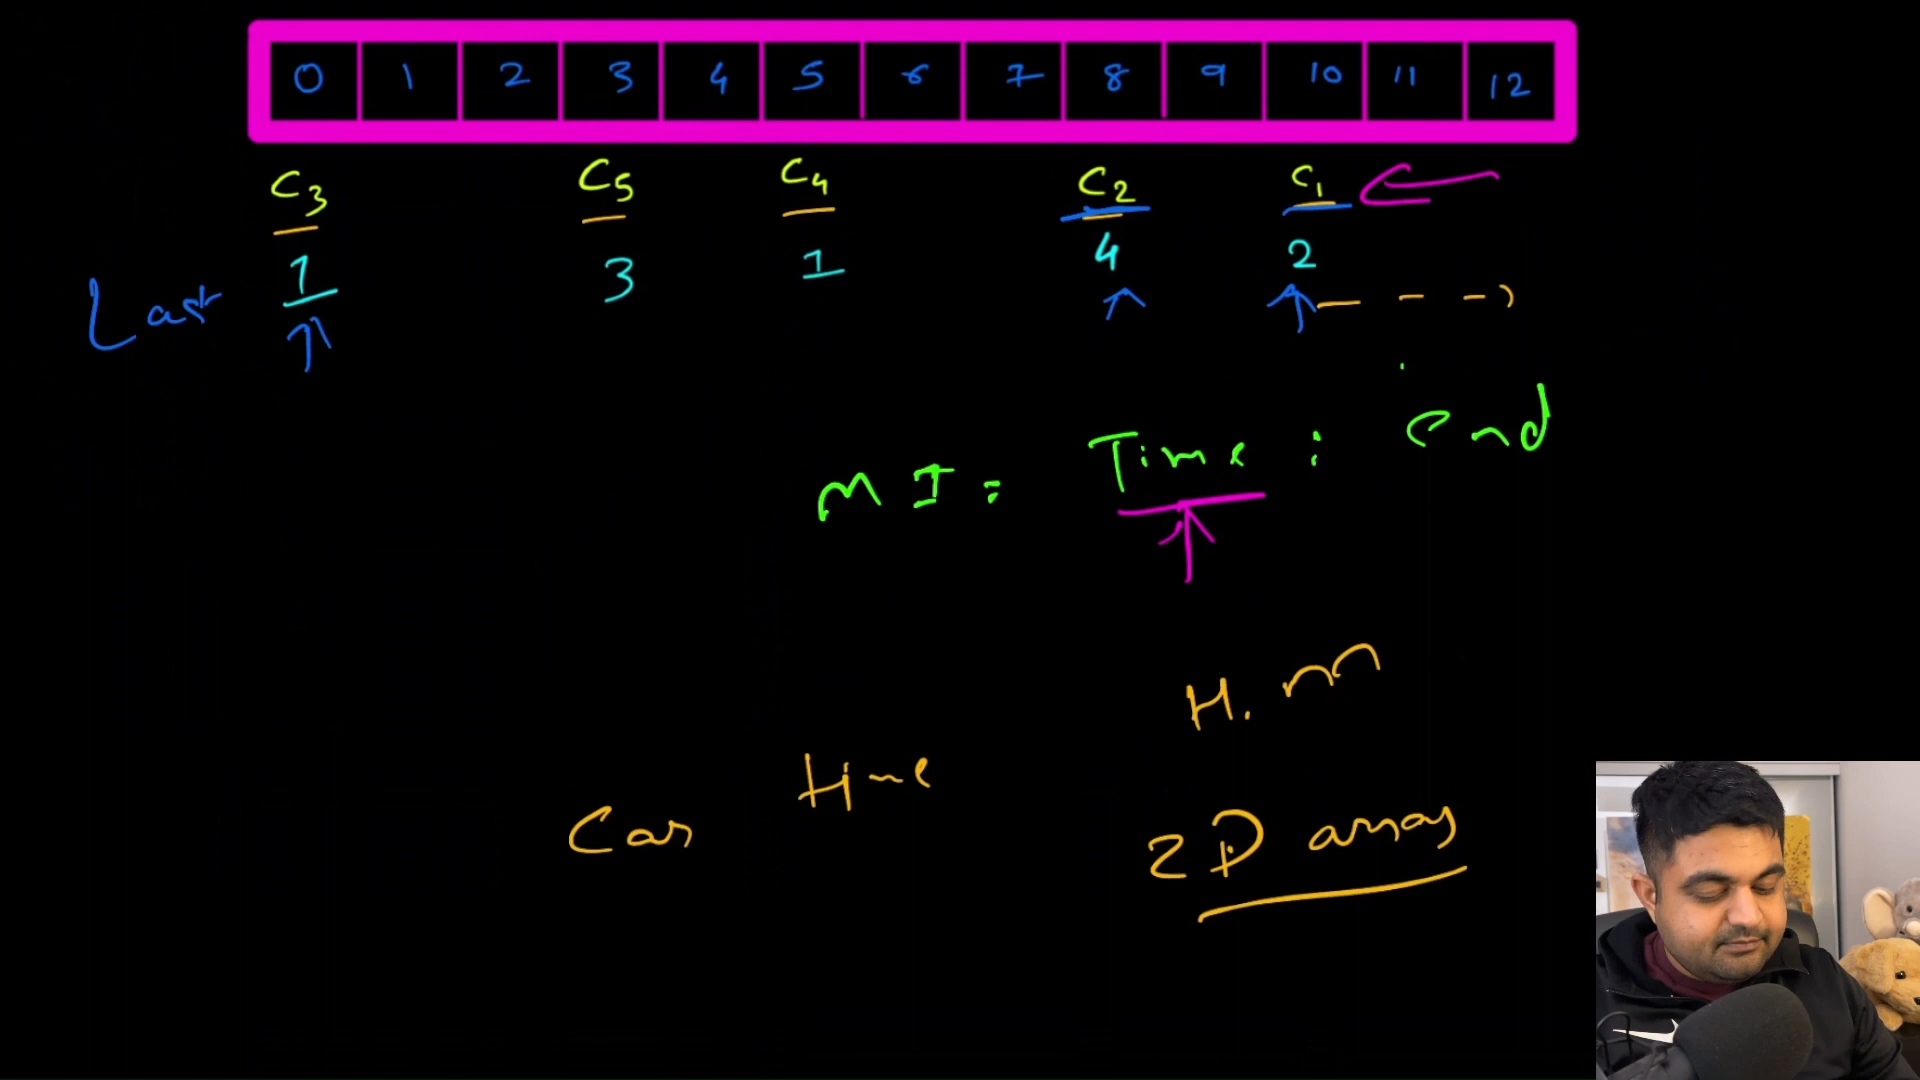 0 1 2 3 4 5 6 7 8 9 10 11 12
C3 C5 C4 C2 C1
1 3 1 4 2
Last
MI = Time : end
H. m
Car
2D array